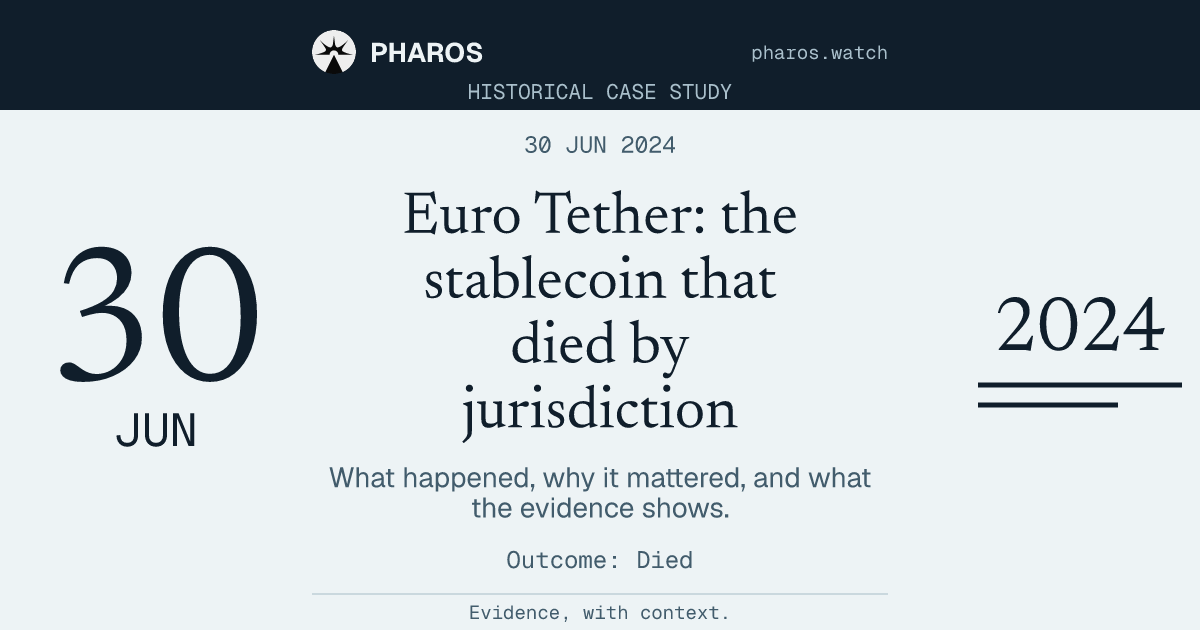 PHAROS
pharos.watch
HISTORICAL CASE STUDY
30 JUN 2024
Euro Tether: the
stablecoin that
died by
jurisdiction
30
JUN
2024
What happened, why it mattered, and what
the evidence shows.
Outcome: Died
Evidence, with context.